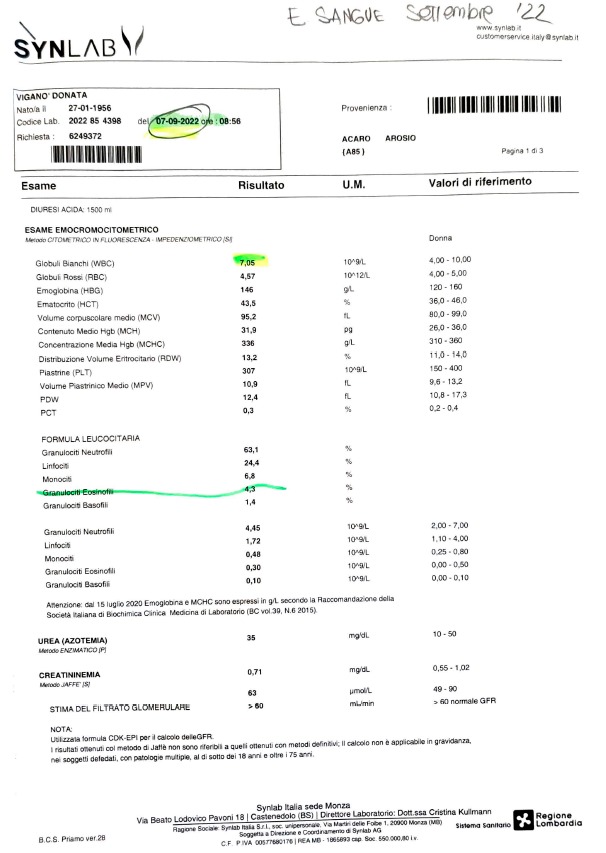 E SANGUE SETTEMBRE '22
SYNLAB
www.synlab.it
customerservice.italy@synlab.it
VIGANO' DONATA
Nato/a il 27-01-1956
Codice Lab. 2022 85 4398 del 07-09-2022 ore : 08:56
Richiesta : 6249372
Provenienza :
ACARO AROSIO
(A85)
Pagina 1 di 3
Esame Risultato U.M. Valori di riferimento
DIURESI ACIDA: 1500 ml
ESAME EMOCROMOCITOMETRICO
Metodo CITOMETRICO IN FLUORESCENZA - IMPEDENZIOMETRICO [SI]
Donna
Globuli Bianchi (WBC) 7,05 10^9/L 4,00 - 10,00
Globuli Rossi (RBC) 4,57 10^12/L 4,00 - 5,00
Emoglobina (HBG) 146 g/L 120 - 160
Ematocrito (HCT) 43,5 % 36,0 - 46,0
Volume corpuscolare medio (MCV) 95,2 fL 80,0 - 99,0
Contenuto Medio Hgb (MCH) 31,9 pg 26,0 - 36,0
Concentrazione Media Hgb (MCHC) 336 g/L 310 - 360
Distribuzione Volume Eritrocitario (RDW) 13,2 % 11,0 - 14,0
Piastrine (PLT) 307 10^9/L 150 - 400
Volume Piastrinico Medio (MPV) 10,9 fL 9,6 - 13,2
PDW 12,4 fL 10,8 - 17,3
PCT 0,3 % 0,2 - 0,4
FORMULA LEUCOCITARIA
Granulociti Neutrofili 63,1 %
Linfociti 24,4 %
Monociti 6,8 %
Granulociti Eosinofili 4,3 %
Granulociti Basofili 1,4 %
Granulociti Neutrofili 4,45 10^9/L 2,00 - 7,00
Linfociti 1,72 10^9/L 1,10 - 4,00
Monociti 0,48 10^9/L 0,25 - 0,80
Granulociti Eosinofili 0,30 10^9/L 0,00 - 0,50
Granulociti Basofili 0,10 10^9/L 0,00 - 0,10
Attenzione: dal 15 luglio 2020 Emoglobina e MCHC sono espressi in g/L secondo la Raccomandazione della
Società Italiana di Biochimica Clinica Medicina di Laboratorio (BC vol.39, N.6 2015).
UREA (AZOTEMIA) 35 mg/dL 10 - 50
Metodo ENZIMATICO [P]
CREATININEMIA 0,71 mg/dL 0,55 - 1,02
Metodo JAFFE' [S]
63 µmol/L 49 - 90
STIMA DEL FILTRATO GLOMERULARE > 60 mL/min > 60 normale GFR
NOTA:
Utilizzata formula CDK-EPI per il calcolo delleGFR.
I risultati ottenuti col metodo di Jaffè non sono riferibili a quelli ottenuti con metodi definitivi; Il calcolo non è applicabile in gravidanza,
nei soggetti defedati, con patologie multiple, al di sotto dei 18 anni e oltre i 75 anni.
Synlab Italia sede Monza
Via Beato Lodovico Pavoni 18 | Castenedolo (BS) | Direttore Laboratorio: Dott.ssa Cristina Kullmann
Ragione Sociale: Synlab Italia S.r.l., soc. unipersonale, Via Martiri delle Foibe 1, 20900 Monza (MB)
Soggetta a Direzione e Coordinamento di Synlab AG
C.F. P.IVA 00577680176 | REA MB - 1865893 cap. Soc. 550.000,60 i.v.
B.C.S. Priamo ver.28
Sistema Sanitario
Regione
Lombardia